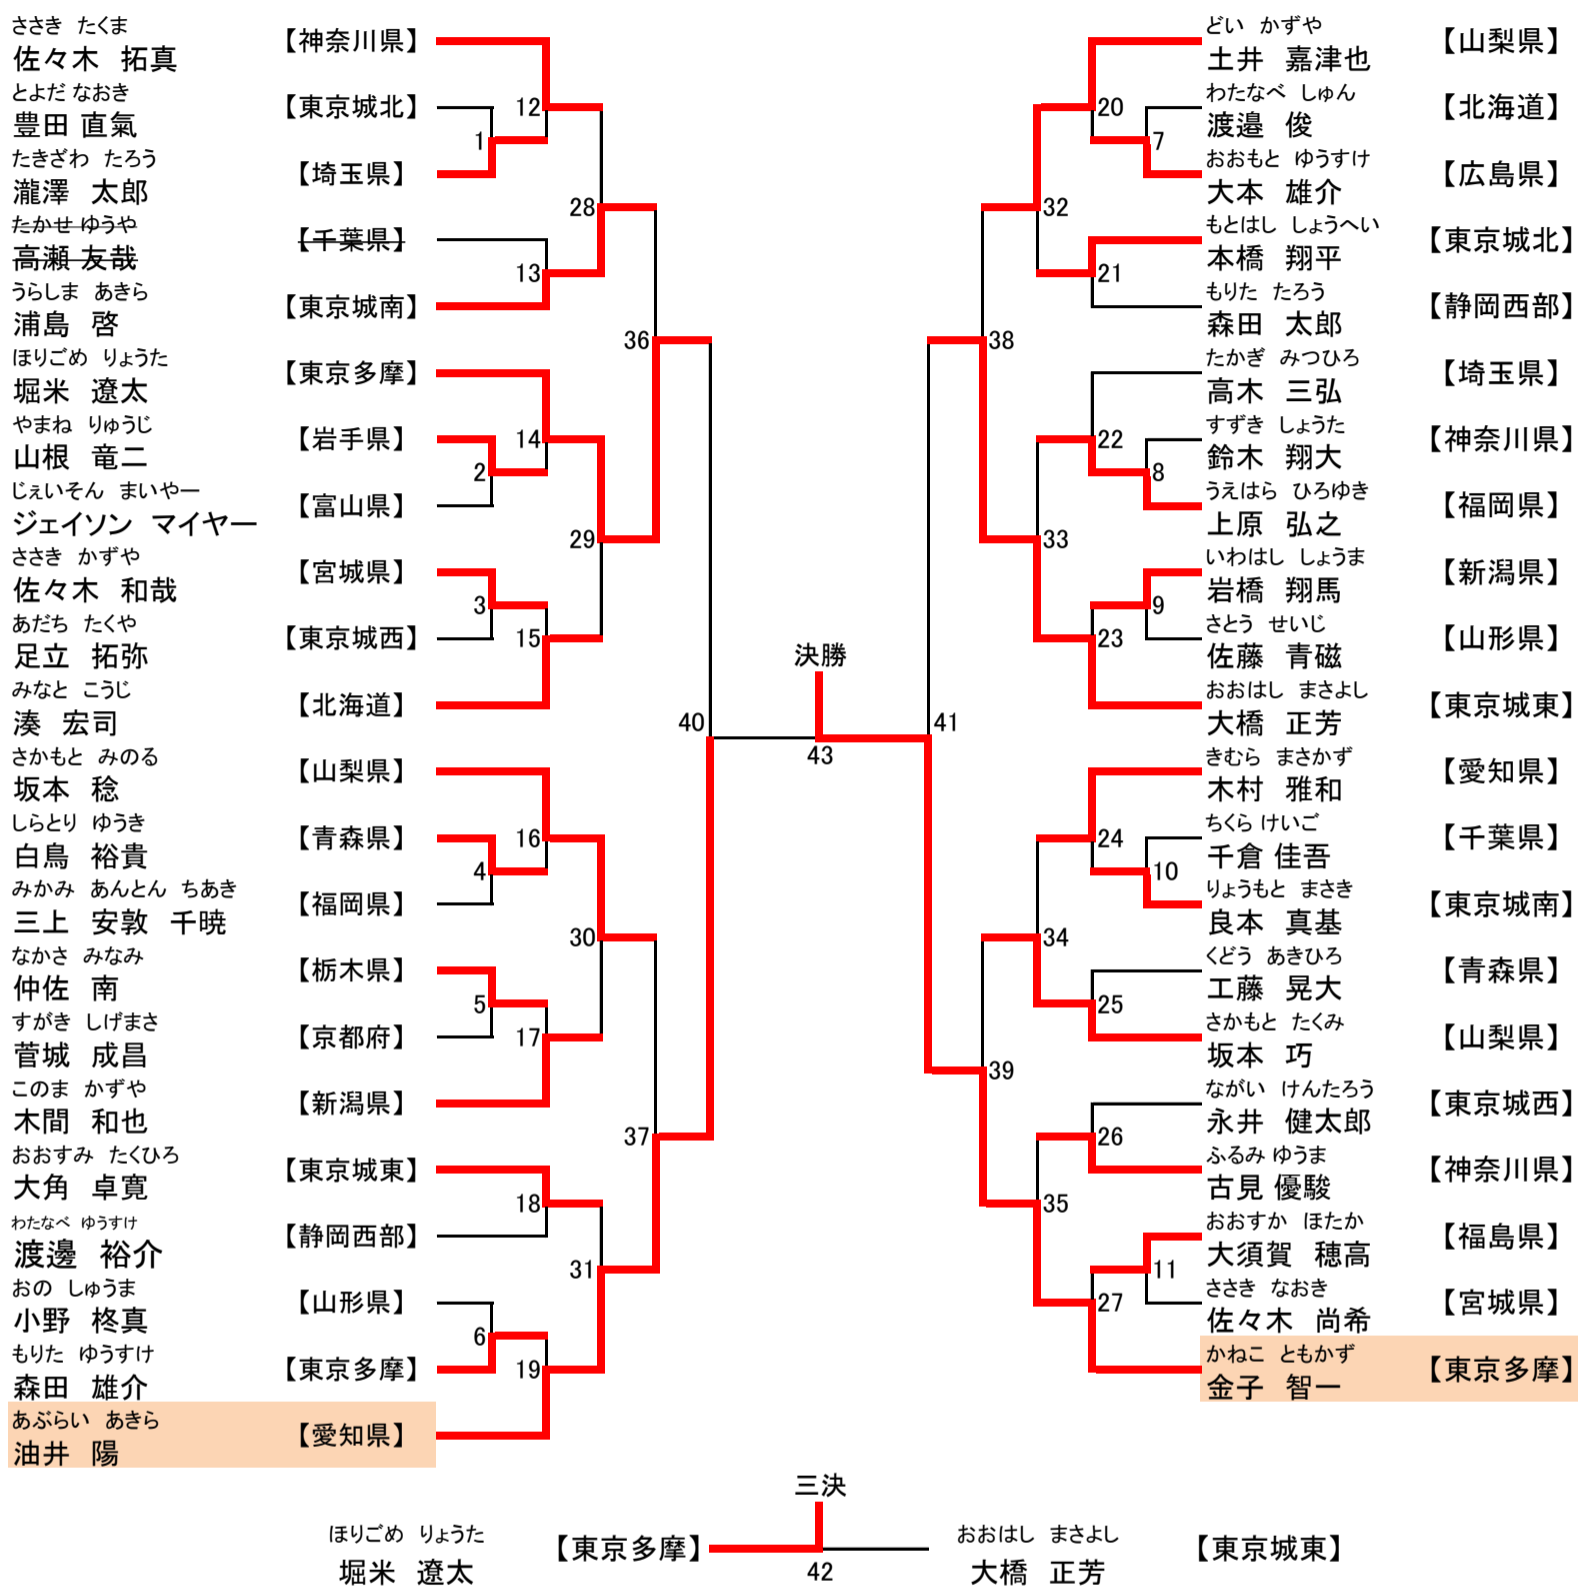 ささき たくま
佐々木 拓真 【神奈川県】
とよだ なおき
豊田 直氣 【東京城北】
たきざわ たろう
瀧澤 太郎 【埼玉県】
たかせ ゆうや
高瀬 友哉 【千葉県】
うらしま あきら
浦島 啓 【東京城南】
ほりごめ りょうた
堀米 遼太 【東京多摩】
やまね りゅうじ
山根 竜二 【岩手県】
じぇいそん まいやー
ジェイソン マイヤー 【富山県】
ささき かずや
佐々木 和哉 【宮城県】
あだち たくや
足立 拓弥 【東京城西】
みなと こうじ
湊 宏司 【北海道】
さかもと みのる
坂本 稔 【山梨県】
しらとり ゆうき
白鳥 裕貴 【青森県】
みかみ あんとん ちあき
三上 安敦 千暁 【福岡県】
なかさ みなみ
仲佐 南 【栃木県】
すがき しげまさ
菅城 成昌 【京都府】
このま かずや
木間 和也 【新潟県】
おおすみ たくひろ
大角 卓寛 【東京城東】
わたなべ ゆうすけ
渡邊 裕介 【静岡西部】
おの しゅうま
小野 柊真 【山形県】
もりた ゆうすけ
森田 雄介 【東京多摩】
あぶらい あきら
油井 陽 【愛知県】
1
2
3
4
5
6
12
13
14
15
16
17
18
19
28
29
30
31
36
37
40
決勝
43
41
38
39
32
33
34
35
20
21
22
23
24
25
26
27
7
8
9
10
11
どい かずや
土井 嘉津也 【山梨県】
わたなべ しゅん
渡邉 俊 【北海道】
おおもと ゆうすけ
大本 雄介 【広島県】
もとはし しょうへい
本橋 翔平 【東京城北】
もりた たろう
森田 太郎 【静岡西部】
たかぎ みつひろ
高木 三弘 【埼玉県】
すずき しょうた
鈴木 翔大 【神奈川県】
うえはら ひろゆき
上原 弘之 【福岡県】
いわはし しょうま
岩橋 翔馬 【新潟県】
さとう せいじ
佐藤 青磁 【山形県】
おおはし まさよし
大橋 正芳 【東京城東】
きむら まさかず
木村 雅和 【愛知県】
ちくら けいご
千倉 佳吾 【千葉県】
りょうもと まさき
良本 真基 【東京城南】
くどう あきひろ
工藤 晃大 【青森県】
さかもと たくみ
坂本 巧 【山梨県】
ながい けんたろう
永井 健太郎 【東京城西】
ふるみ ゆうま
古見 優駿 【神奈川県】
おおすか ほたか
大須賀 穂高 【福島県】
ささき なおき
佐々木 尚希 【宮城県】
かねこ ともかず
金子 智一 【東京多摩】
三決
ほりごめ りょうた
堀米 遼太 【東京多摩】
42
おおはし まさよし
大橋 正芳 【東京城東】